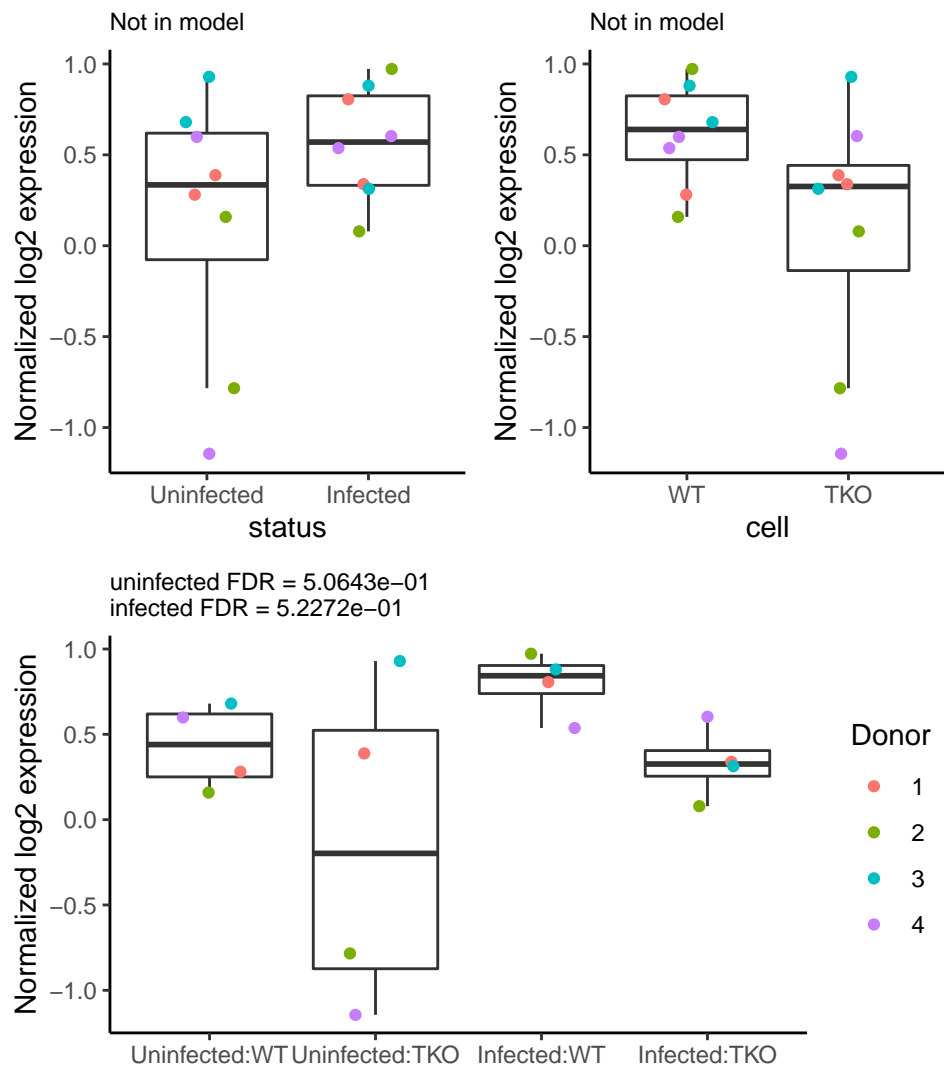 Not in model
Normalized log2 expression
1.0
0.5
0.0
−0.5
−1.0
Uninfected
Infected
status
Not in model
Normalized log2 expression
1.0
0.5
0.0
−0.5
−1.0
WT
TKO
cell
uninfected FDR = 5.0643e−01
infected FDR = 5.2272e−01
Normalized log2 expression
1.0
0.5
0.0
−0.5
−1.0
Uninfected:WT
Uninfected:TKO
Infected:WT
Infected:TKO
Donor
1
2
3
4